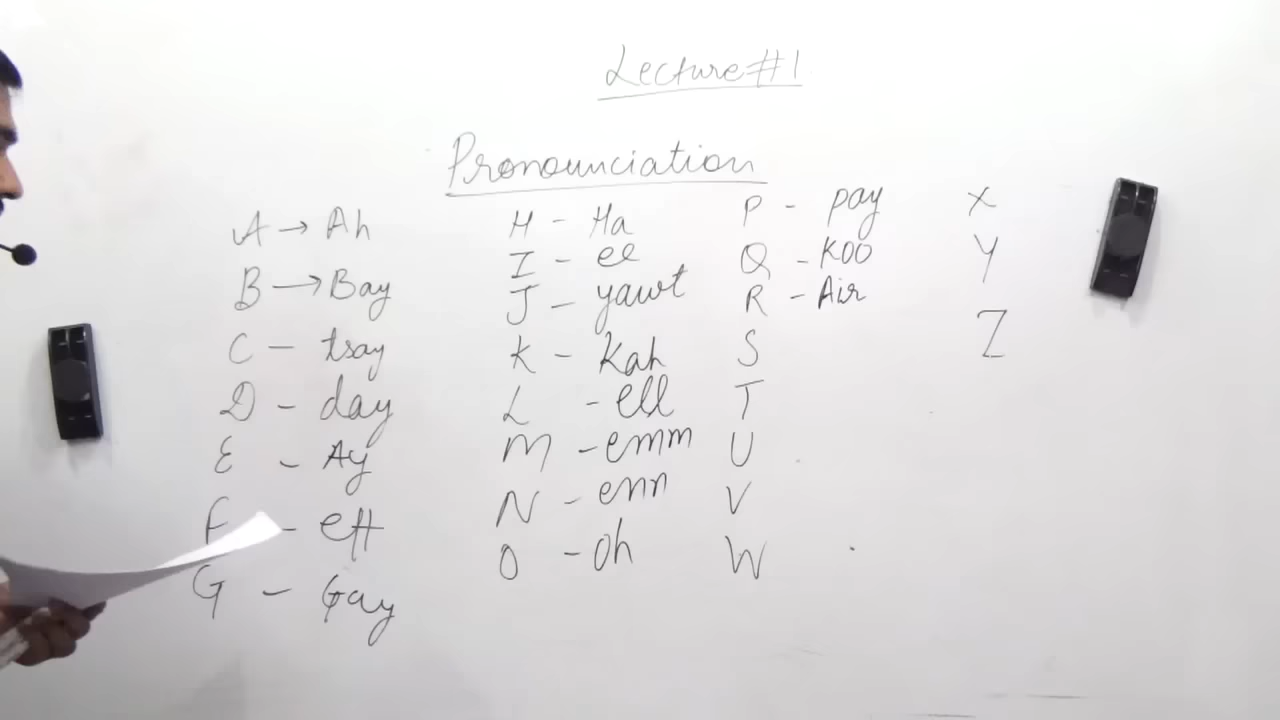 Lecture #1
Pronounciation
A → Ah
B → Bay
C - tsay
D - day
E - Ay
F - eff
G - Gay
H - Ha
I - ee
J - yawt
K - Kah
L - ell
M - emm
N - enn
O - Oh
P - pay
Q - KOO
R - Air
S
T
U
V
W
X
Y
Z